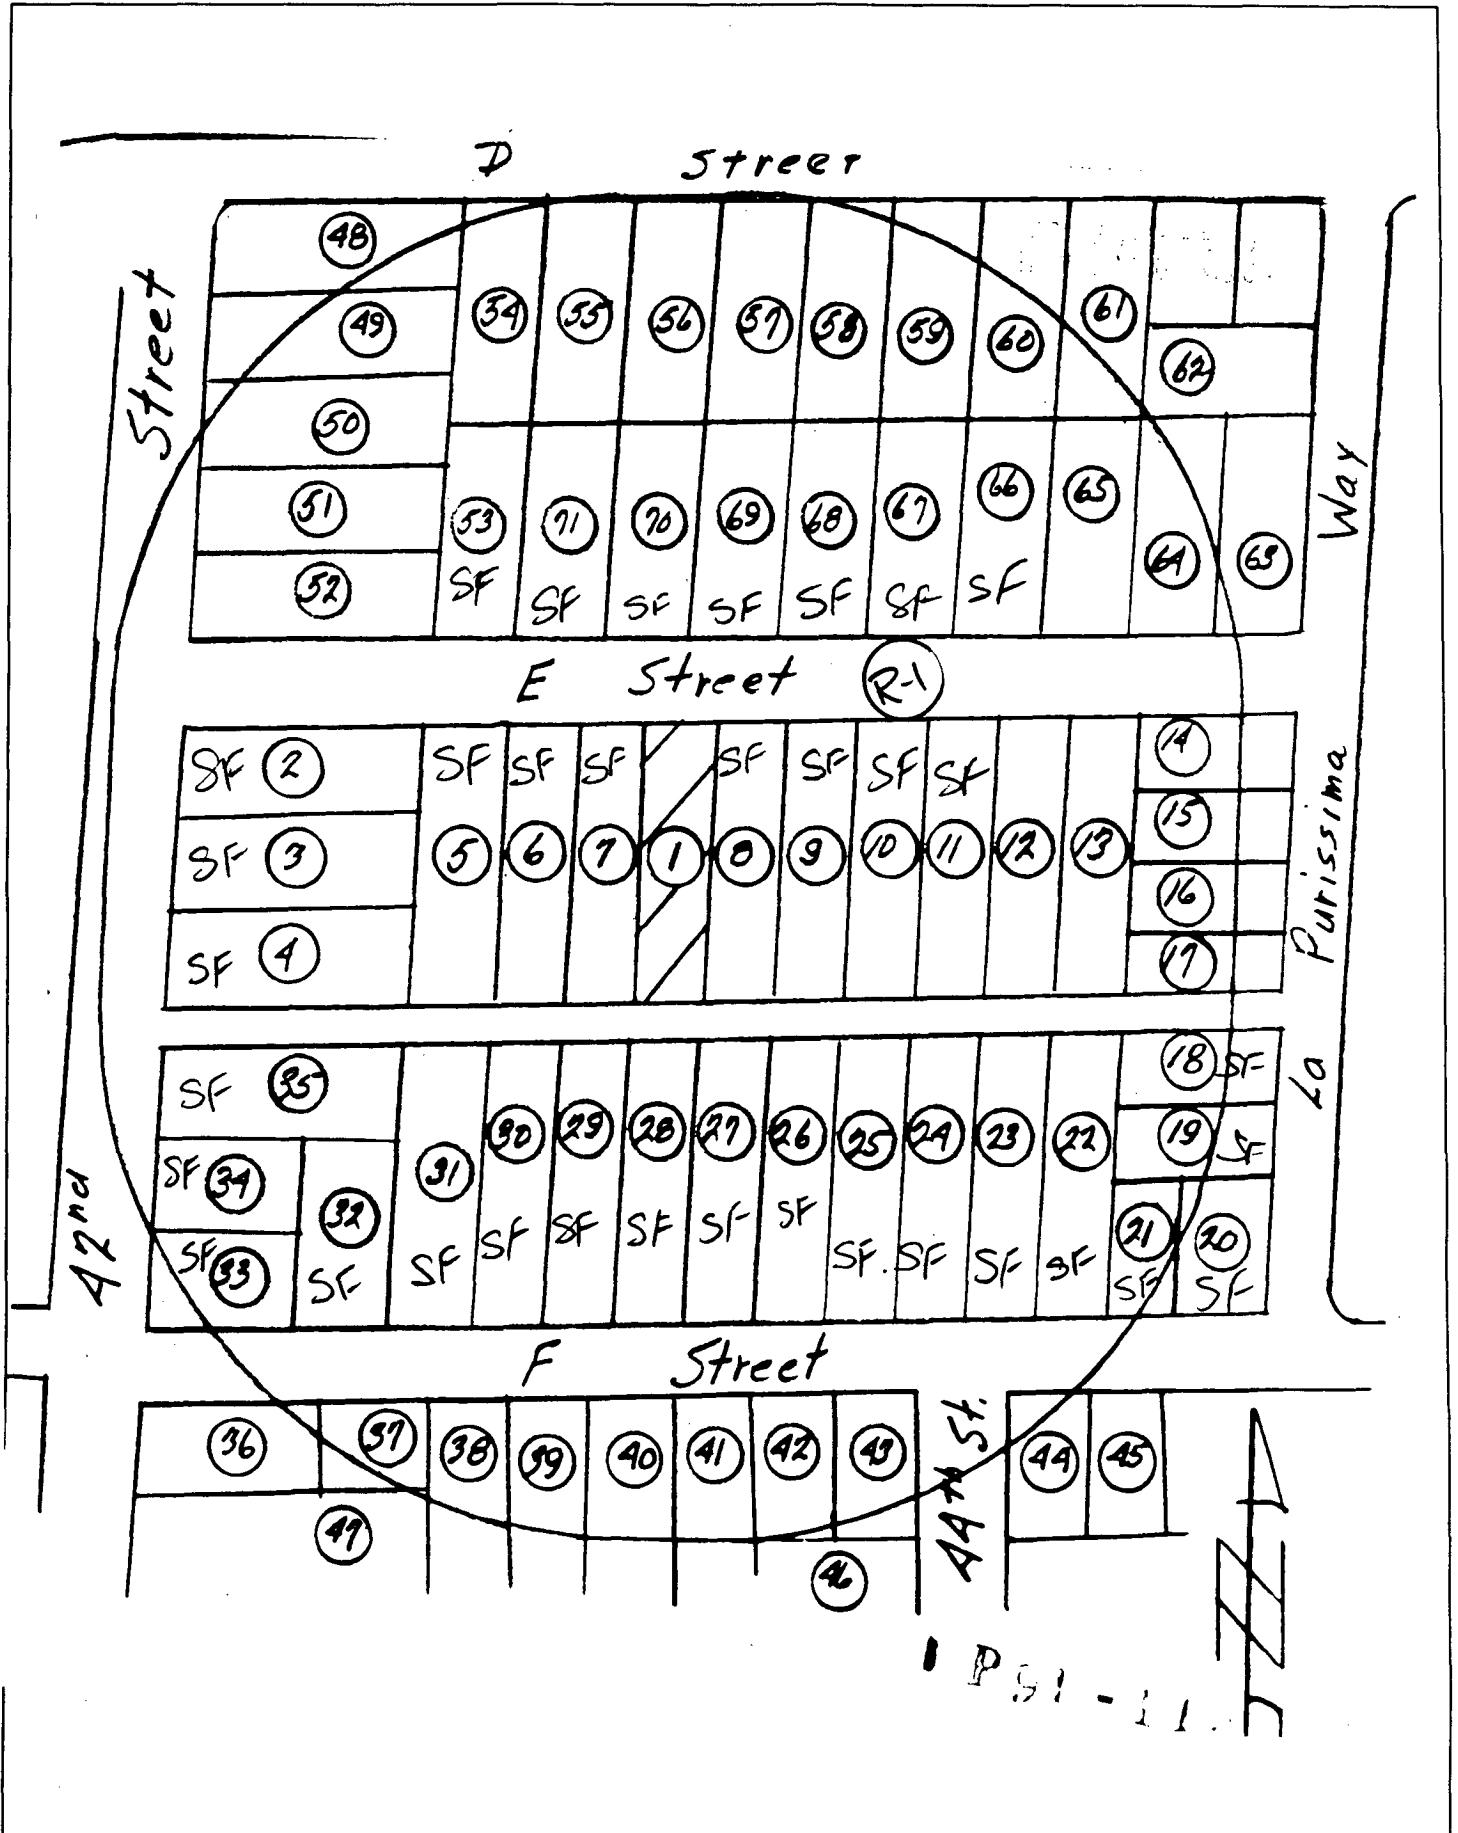 D Street
48
54 55 56 57 58 59 60 61
49
62
50
51
53 71 70 69 68 67 66 65 64 63
52
SF SF SF SF SF SF SF
Street
Way
E Street R-1
SF 2
SF 3
SF 4
SF SF SF SF SF SF SF
5 6 7 1 8 9 10 11 12 13
14
15
16
17
Purissima
La
SF 35
SF 34
SF 33
32
SF
31 30 29 28 27 26 25 24 23 22
SF SF SF SF SF SF SF SF SF SF
18 SF
19 SF
21 20
SF SF
42nd
F Street
36 37 38 39 40 41 42 43 44 45
44th St.
47
46
P91-11